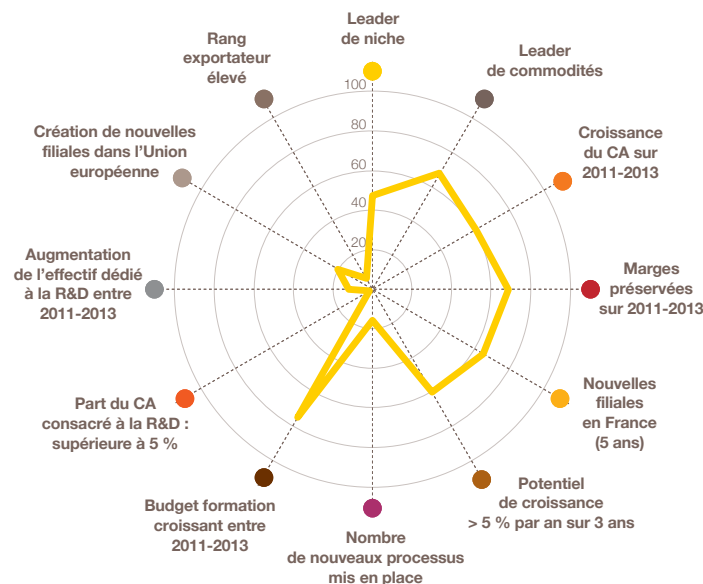 Leader
de niche
Leader
de commodités
Croissance
du CA sur
2011-2013
Marges
préservées
sur 2011-2013
Nouvelles
filiales
en France
(5 ans)
Potentiel
de croissance
> 5 % par an sur 3 ans
Nombre
de nouveaux processus
mis en place
Budget formation
croissant entre
2011-2013
Part du CA
consacré à la R&D :
supérieure à 5 %
Augmentation
de l'effectif dédié
à la R&D entre
2011-2013
Création de nouvelles
filiales dans l'Union
européenne
Rang
exportateur
élevé
100
80
60
40
20